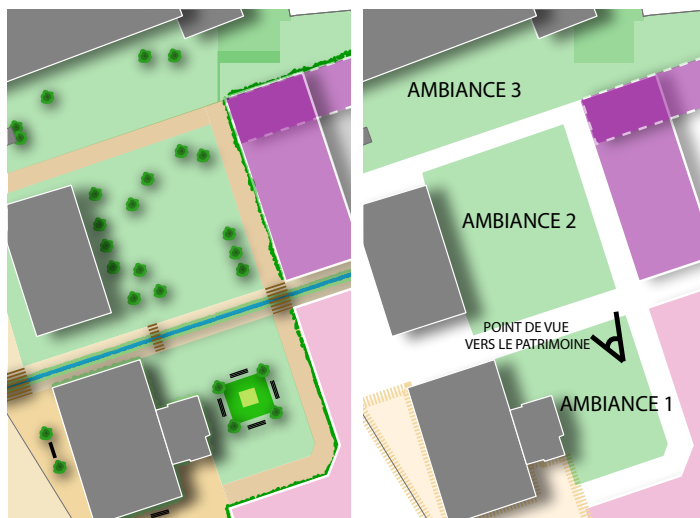 AMBIANCE 3
AMBIANCE 2
POINT DE VUE
VERS LE PATRIMOINE
AMBIANCE 1